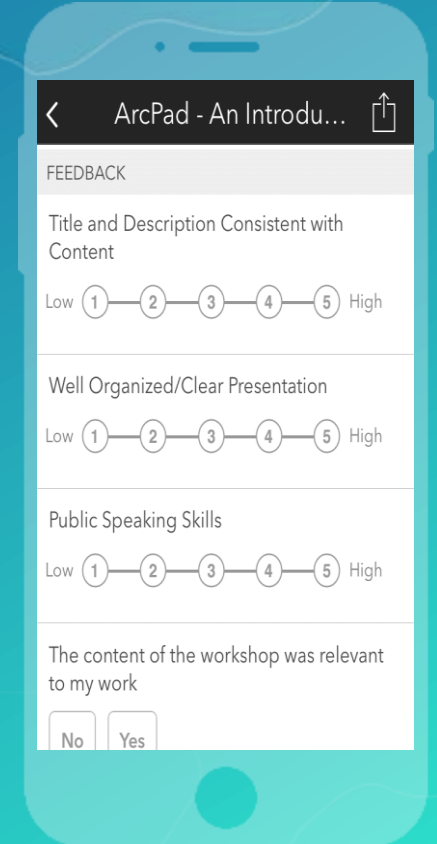 ArcPad - An Introdu...
FEEDBACK
Title and Description Consistent with
Content
Low 1 2 3 4 5 High
Well Organized/Clear Presentation
Low 1 2 3 4 5 High
Public Speaking Skills
Low 1 2 3 4 5 High
The content of the workshop was relevant
to my work
No Yes